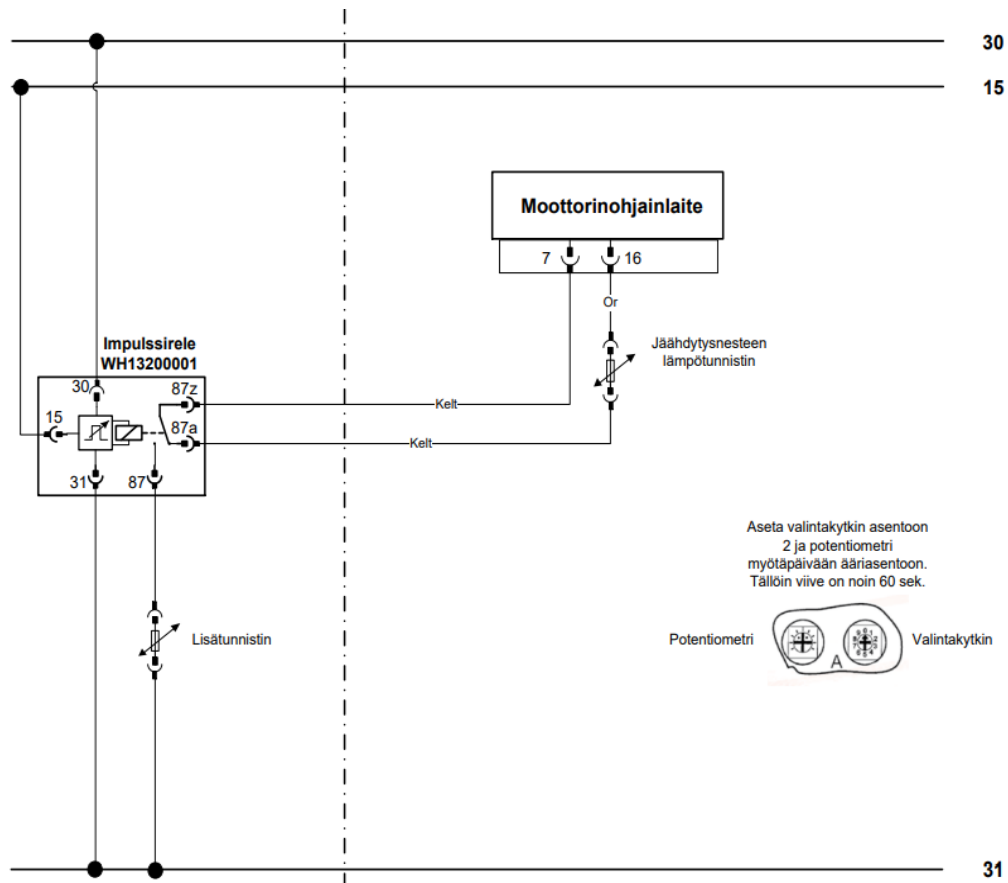 30
15
Moottorinohjainlaite
7
16
Or
Jäähdytysnesteen
lämpötunnistin
Impulssirele
WH13200001
30
87z
15
87a
Kelt
Kelt
31
87
Aseta valintakytkin asentoon
2 ja potentiometri
myötäpäivään ääriasentoon.
Tällöin viive on noin 60 sek.
Lisätunnistin
Potentiometri
Valintakytkin
A
31